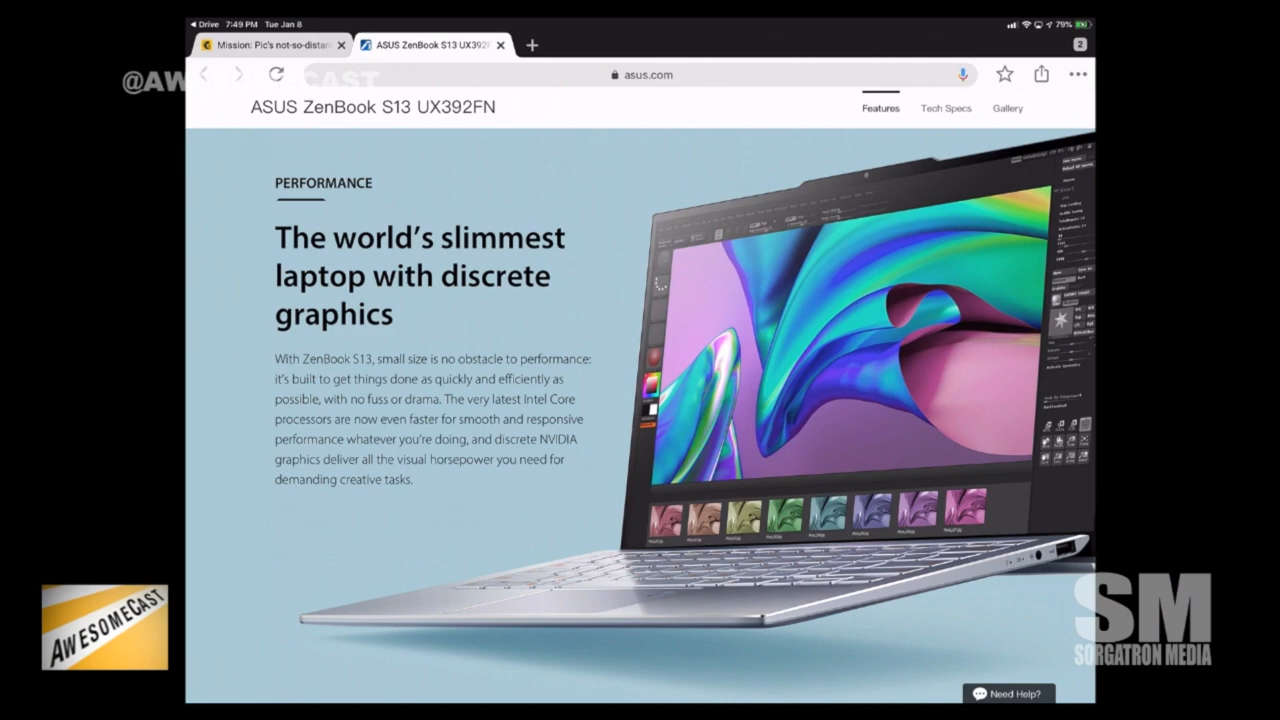 Drive 7:49 PM Tue Jan 8
79%
Mission: Pic's not-so-distan
ASUS ZenBook S13 UX392F
2
@AWESOMECAST
asus.com
ASUS ZenBook S13 UX392FN
Features
Tech Specs
Gallery
PERFORMANCE
The world's slimmest
laptop with discrete
graphics
With ZenBook S13, small size is no obstacle to performance:
it's built to get things done as quickly and efficiently as
possible, with no fuss or drama. The very latest Intel Core
processors are now even faster for smooth and responsive
performance whatever you're doing, and discrete NVIDIA
graphics deliver all the visual horsepower you need for
demanding creative tasks.
AWESOMECAST
SM
SORGATRON MEDIA
Need Help?